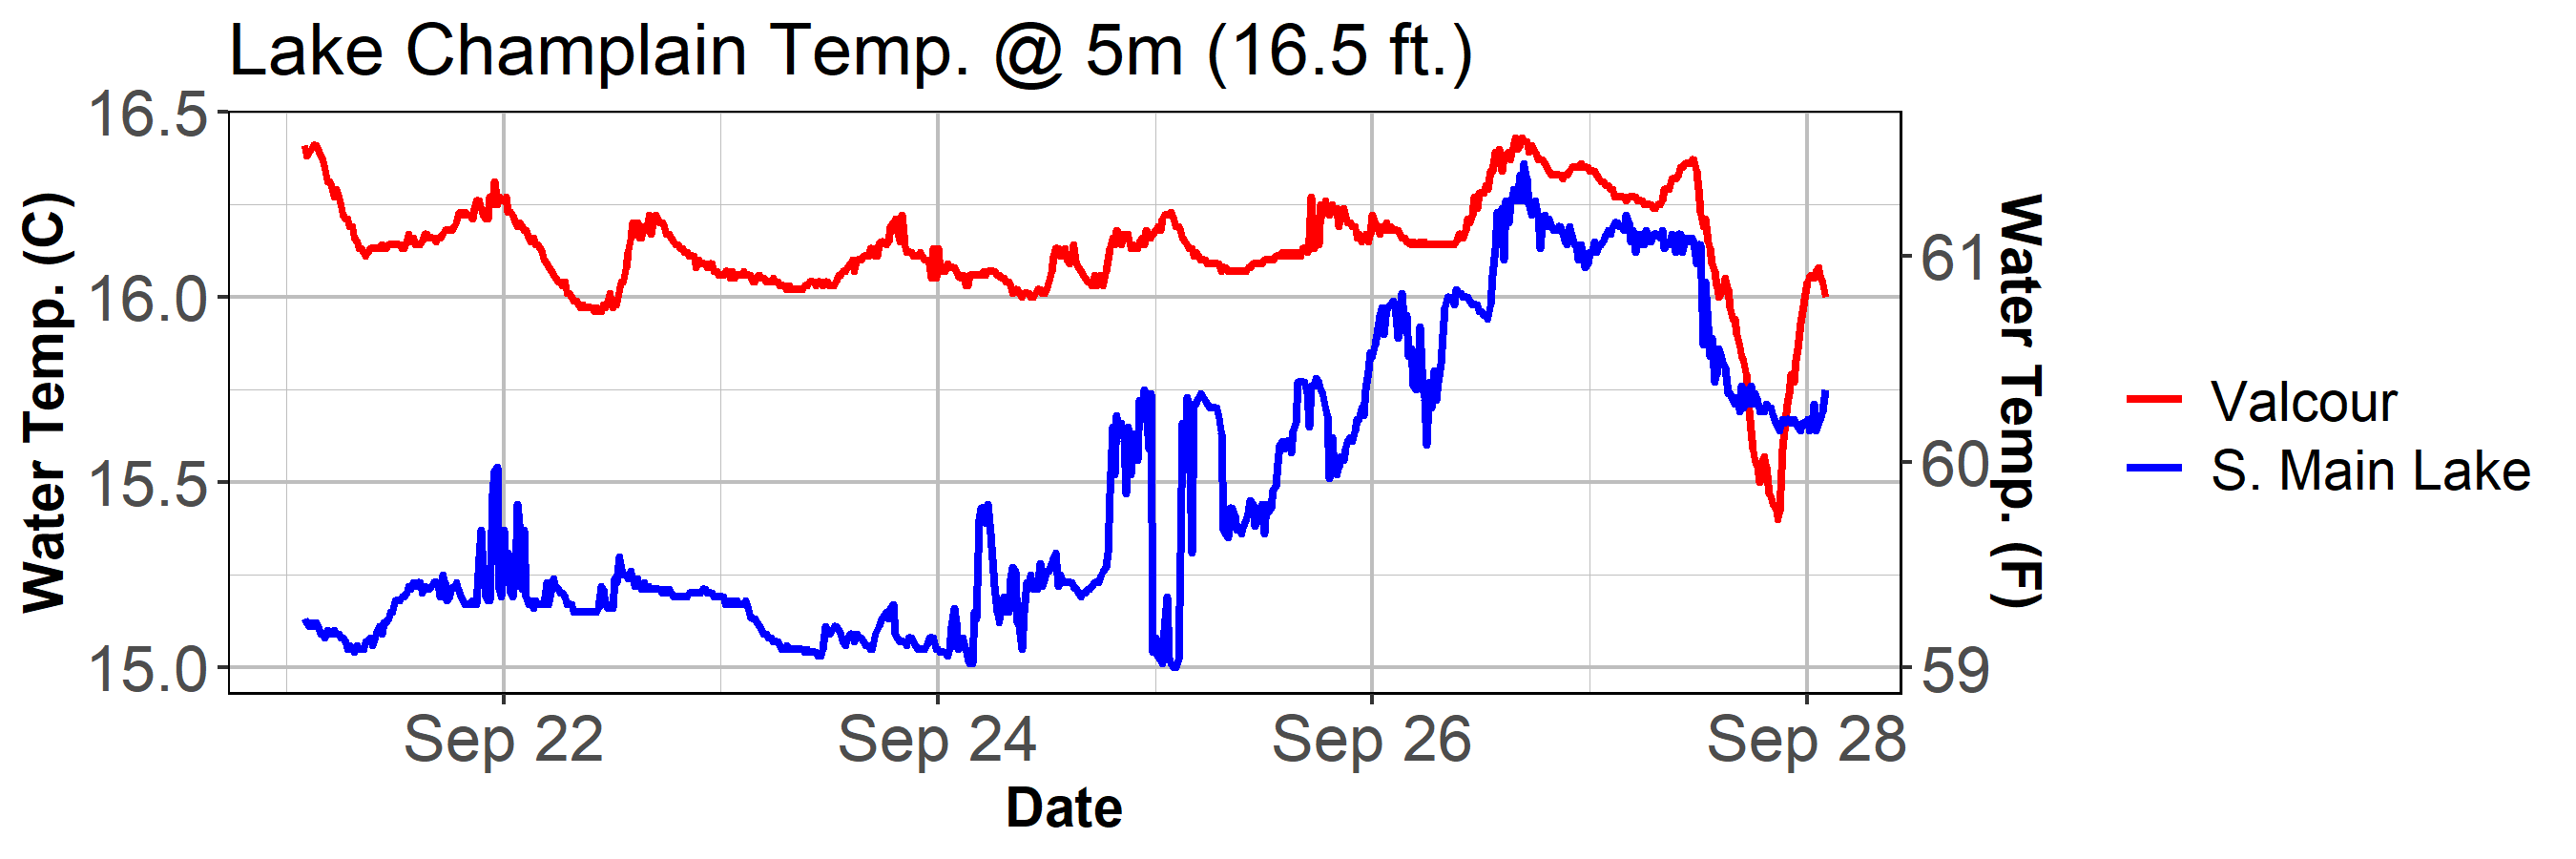 Lake Champlain Temp. @ 5m (16.5 ft.)
Water Temp. (C)
16.5
16.0
15.5
15.0
61
60
59
Water Temp. (F)
Sep 22
Sep 24
Sep 26
Sep 28
Date
Valcour
S. Main Lake